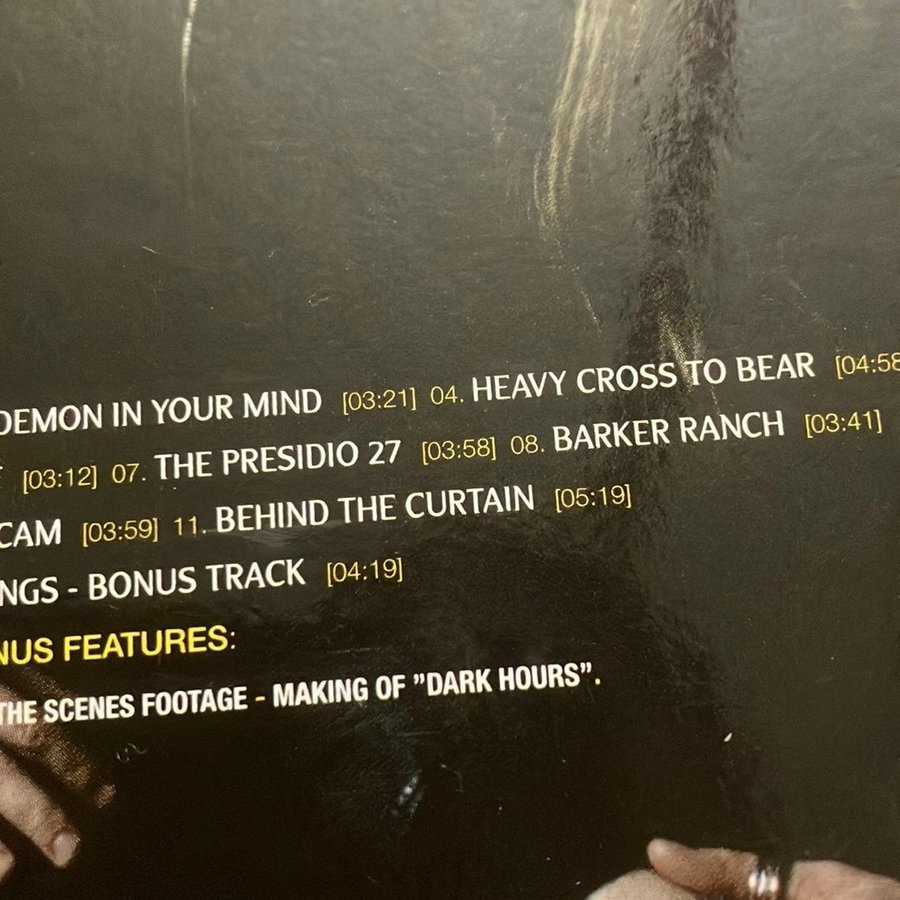 DEMON IN YOUR MIND [03:21] 04. HEAVY CROSS TO BEAR [04:58
[03:12] 07. THE PRESIDIO 27 [03:58] 08. BARKER RANCH [03:41]
CAM [03:59] 11. BEHIND THE CURTAIN [05:19]
NGS - BONUS TRACK [04:19]
NUS FEATURES:
THE SCENES FOOTAGE - MAKING OF "DARK HOURS".